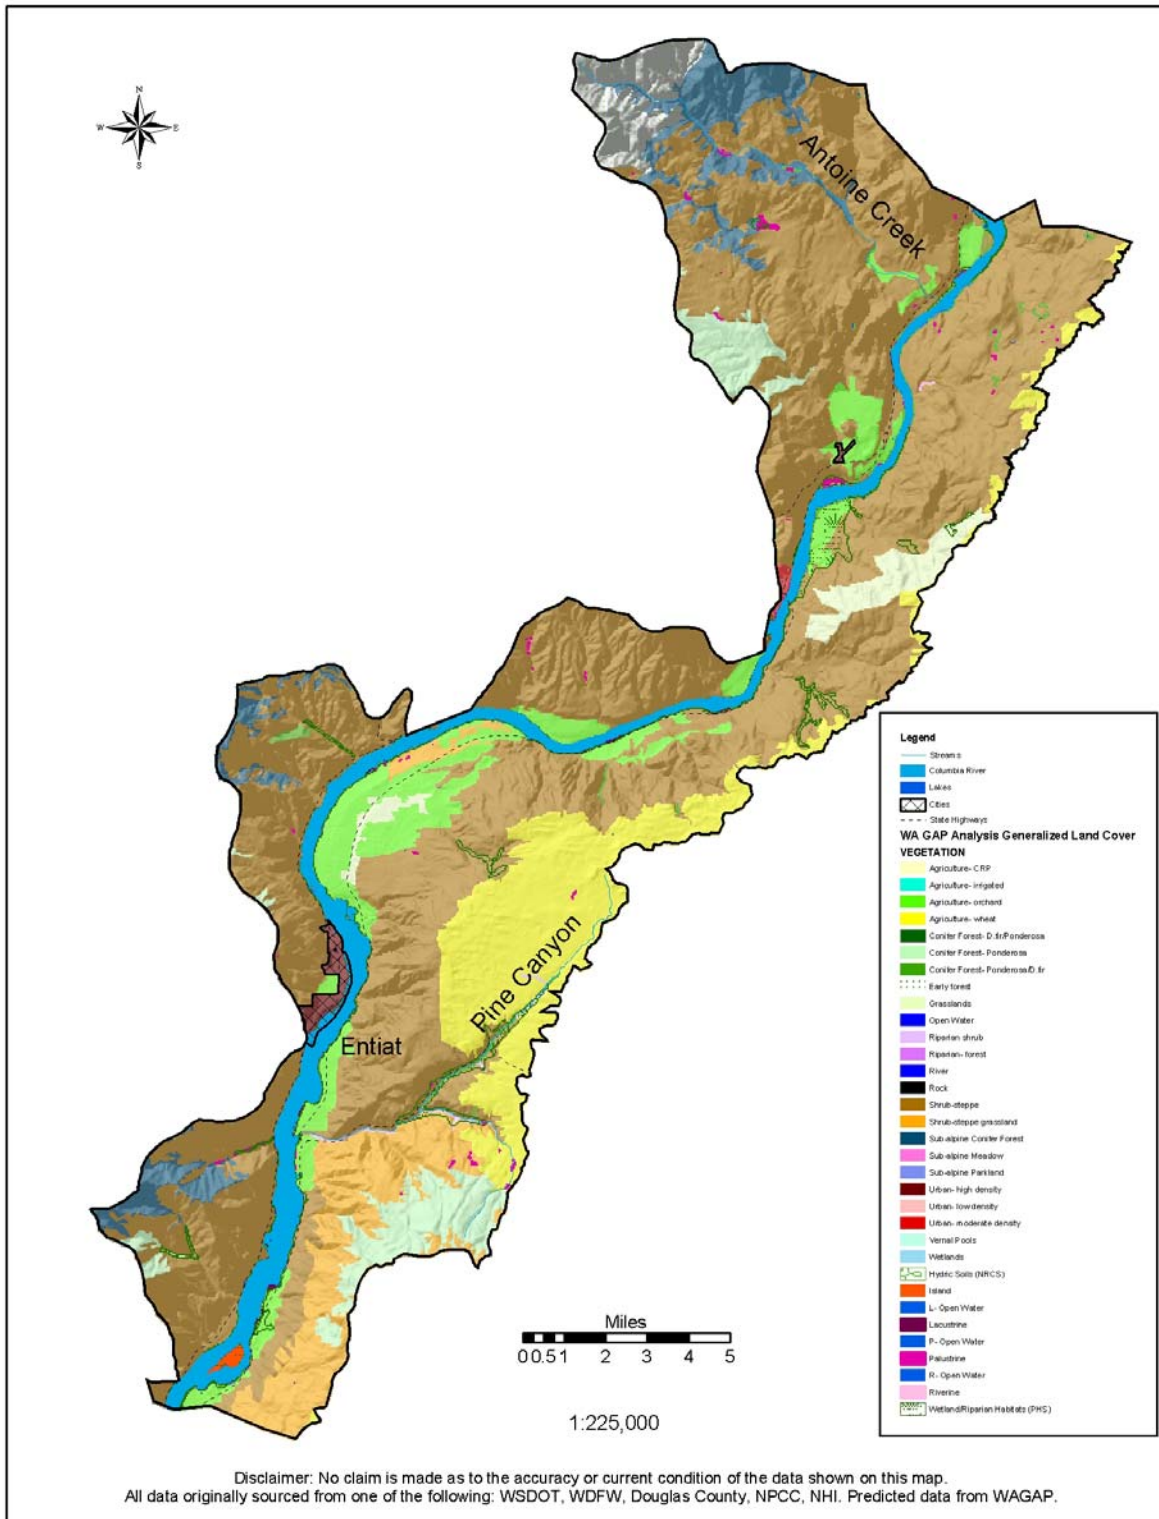 N
W E
S
Antoine Creek
Entiat
Pine Canyon
Legend
Streams
Columbia River
Lakes
Cities
State Highways
WA GAP Analysis Generalized Land Cover
VEGETATION
Agriculture- CRP
Agriculture- irrigated
Agriculture- orchard
Agriculture- wheat
Conifer Forest- D.fir/Ponderosa
Conifer Forest- Ponderosa
Conifer Forest- Ponderosa/D.fir
Early forest
Grasslands
Open Water
Riparian shrub
Riparian- forest
River
Rock
Shrub-steppe
Shrub-steppe grassland
Sub-alpine Conifer Forest
Sub-alpine Meadow
Sub-alpine Parkland
Urban- high density
Urban- low density
Urban- moderate density
Vernal Pools
Wetlands
Hydric Soils (NRCS)
Island
L- Open Water
Lacustrine
P- Open Water
Palustrine
R- Open Water
Riverine
Wetland/Riparian Habitats (PHS)
Miles
0 0.5 1 2 3 4 5
1:225,000
Disclaimer: No claim is made as to the accuracy or current condition of the data shown on this map.
All data originally sourced from one of the following: WSDOT, WDFW, Douglas County, NPCC, NHI. Predicted data from WAGAP.